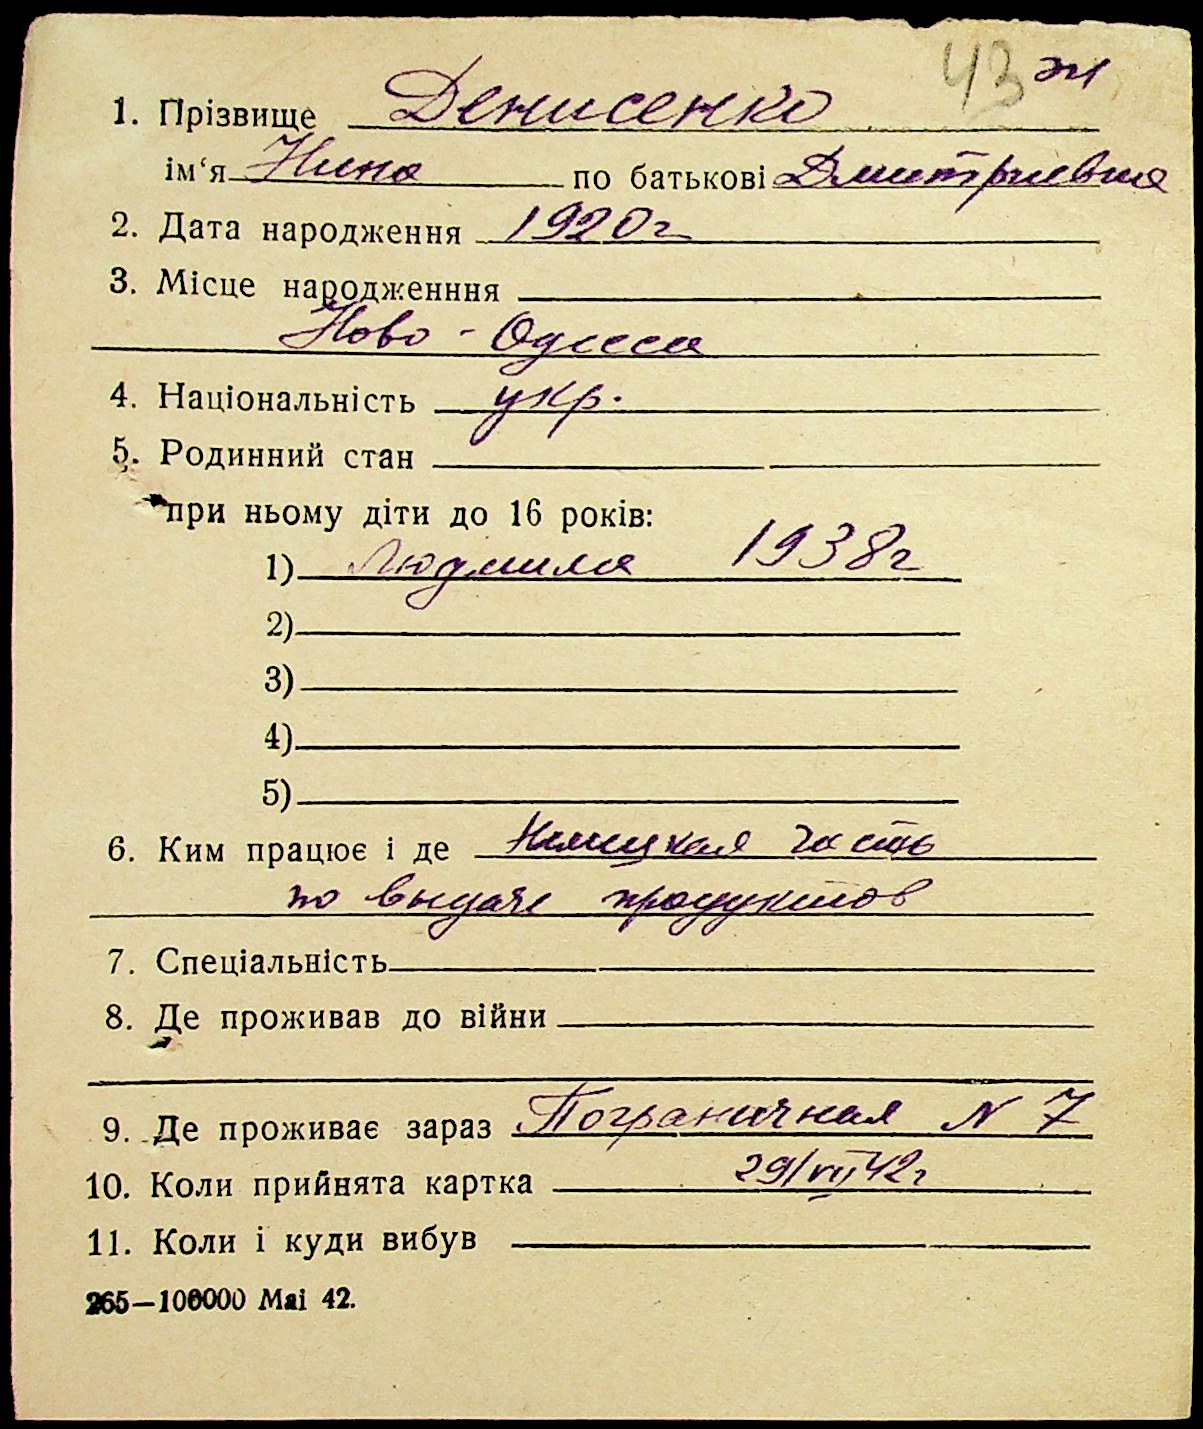 43 эк
1. Прізвище Денисенко
ім‘я Нина по батькові Дмитриевна
2. Дата народження 1920г
3. Місце народженння
Ново - Одесса
4. Національність укр.
5. Родинний стан
при ньому діти до 16 років:
1) Людмила 1938г
2)
3)
4)
5)
6. Ким працює і де Немецкая часть
по выдаче продуктов
7. Спеціальність
8. Де проживав до війни
9. Де проживає зараз Пограничная N 7
10. Коли прийнята картка 29/VII 42г
11. Коли і куди вибув
265—100000 Маі 42.